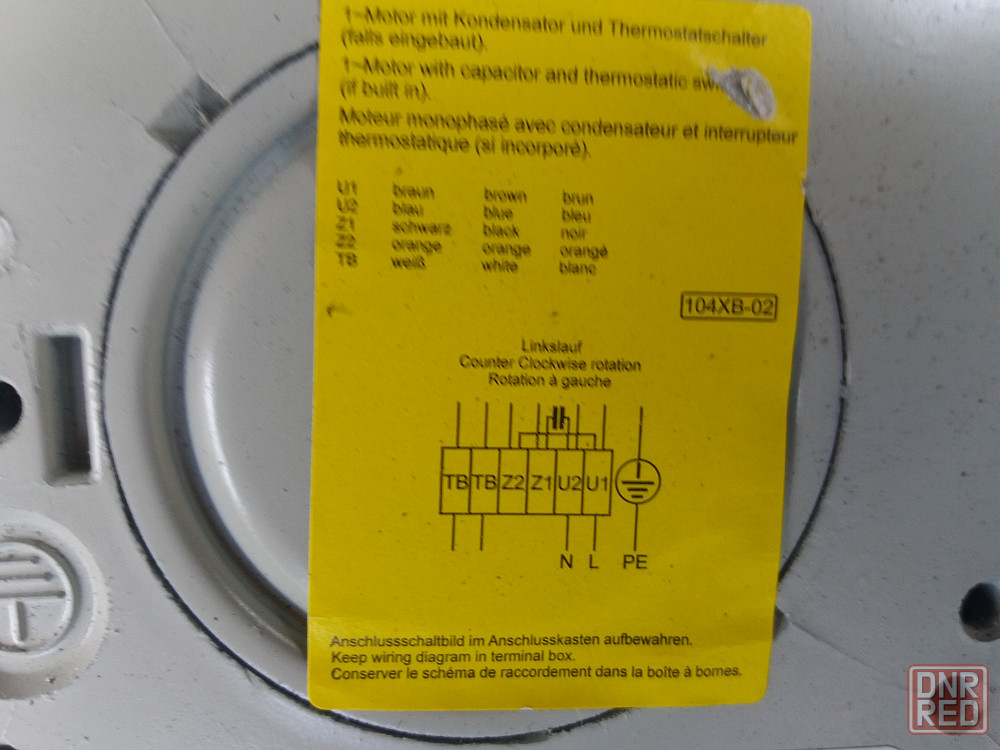 1~Motor mit Kondensator und Thermostatschalter
(falls eingebaut).
1~Motor with capacitor and thermostatic
(if built in).
Moteur monophasé avec condensateur et interrupteur
thermostatique (si incorporé).
U1 braun brown brun
U2 blau blue bleu
Z1 schwarz black noir
Z2 orange orange orangé
TB weiß white blanc
104XB-02
Linkslauf
Counter Clockwise rotation
Rotation à gauche
TB TB Z2 Z1 U2 U1
N L PE
Anschlussschaltbild im Anschlusskasten aufbewahren.
Keep wiring diagram in terminal box.
Conserver le schéma de raccordement dans la boîte à bornes.
DNR
RED